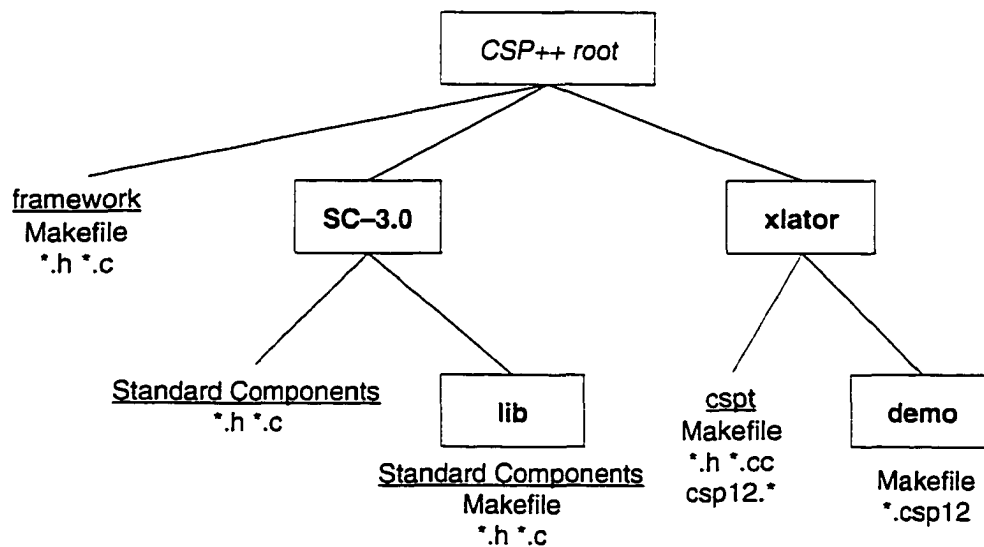 CSP++ root
framework
Makefile
*.h *.c
SC–3.0
xlator
Standard Components
*.h *.c
lib
Standard Components
Makefile
*.h *.c
cspt
Makefile
*.h *.cc
csp12.*
demo
Makefile
*.csp12